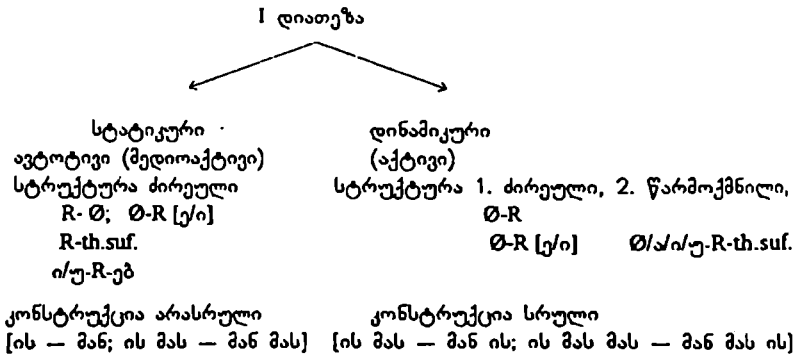 I დიათეზა
სტატიკური
ავტოტივი (მედიოაქტივი)
სტრუქტურა ძირეული
R- Ø; Ø-R [ე/ი]
R-th.suf.
ი/უ-R-ებ
კონსტრუქცია არასრული
[ის — მან; ის მას — მან მას]
დინამიკური
(აქტივი)
სტრუქტურა 1. ძირეული, 2. წარმოქმნილი,
Ø-R
Ø-R [ე/ი] Ø/ა/ი/უ-R-th.suf.
კონსტრუქცია სრული
[ის მას — მან ის; ის მას მას — მან მას ის]